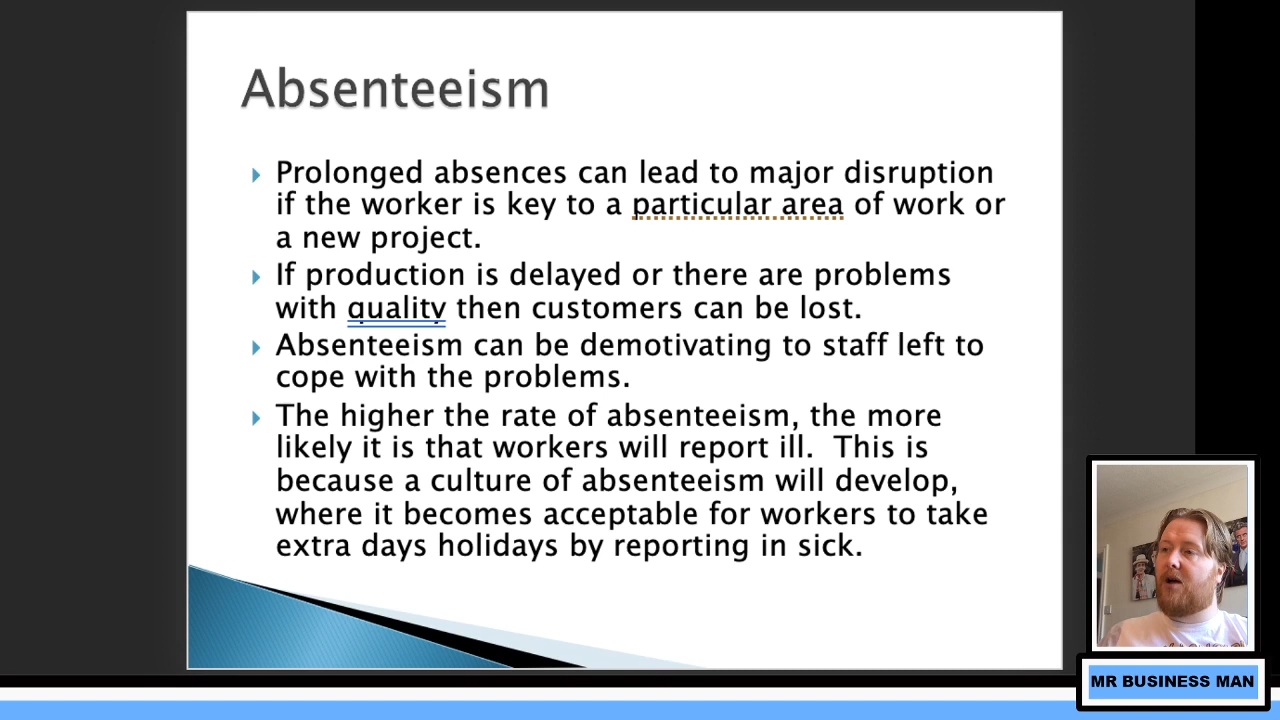 Absenteeism
Prolonged absences can lead to major disruption
if the worker is key to a particular area of work or
a new project.
If production is delayed or there are problems
with quality then customers can be lost.
Absenteeism can be demotivating to staff left to
cope with the problems.
The higher the rate of absenteeism, the more
likely it is that workers will report ill.  This is
because a culture of absenteeism will develop,
where it becomes acceptable for workers to take
extra days holidays by reporting in sick.
MR BUSINESS MAN